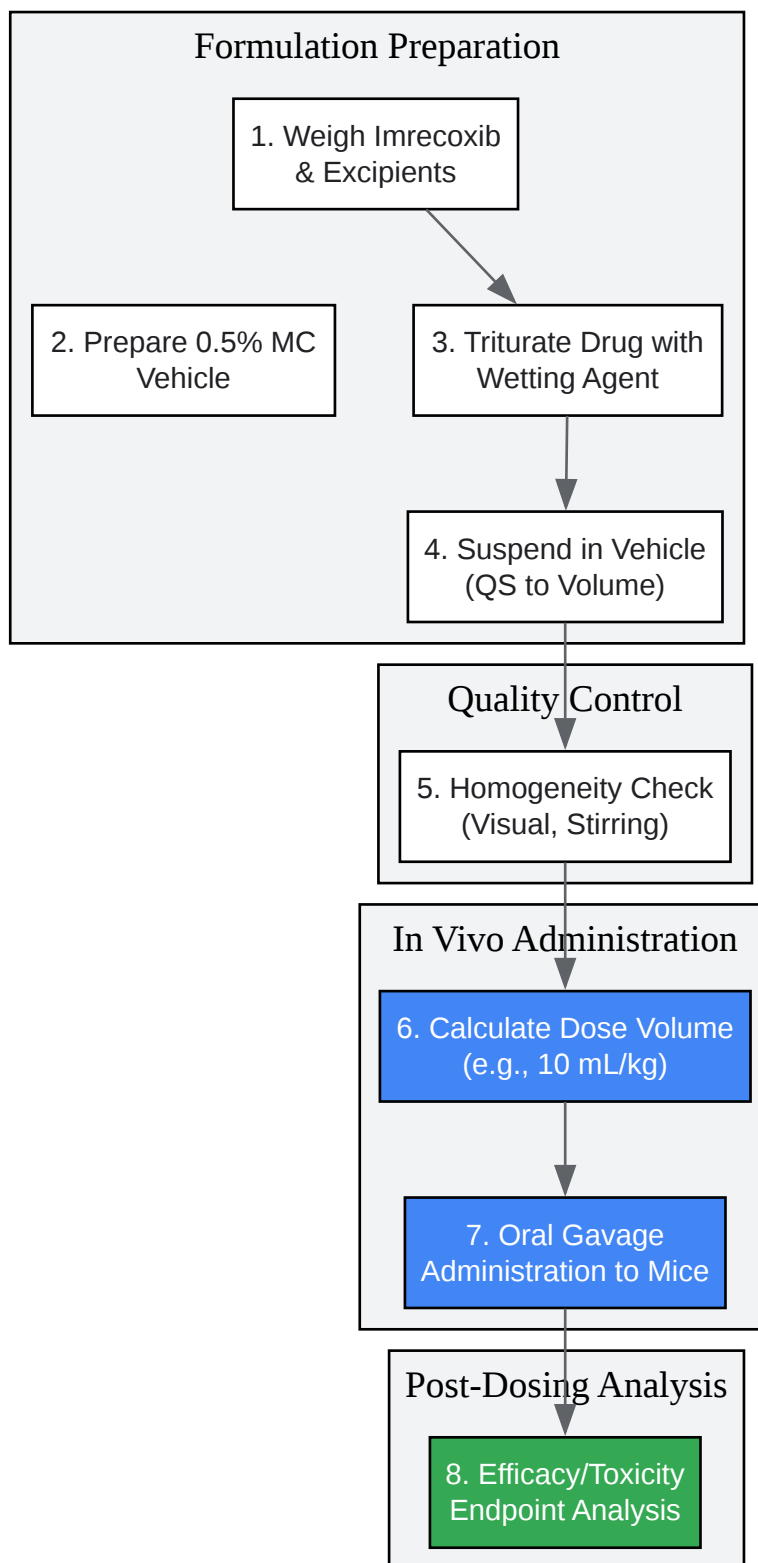 Formulation Preparation
1. Weigh Imrecoxib
& Excipients
2. Prepare 0.5% MC
Vehicle
3. Triturate Drug with
Wetting Agent
4. Suspend in Vehicle
(QS to Volume)
Quality Control
5. Homogeneity Check
(Visual, Stirring)
In Vivo Administration
6. Calculate Dose Volume
(e.g., 10 mL/kg)
7. Oral Gavage
Administration to Mice
Post-Dosing Analysis
8. Efficacy/Toxicity
Endpoint Analysis